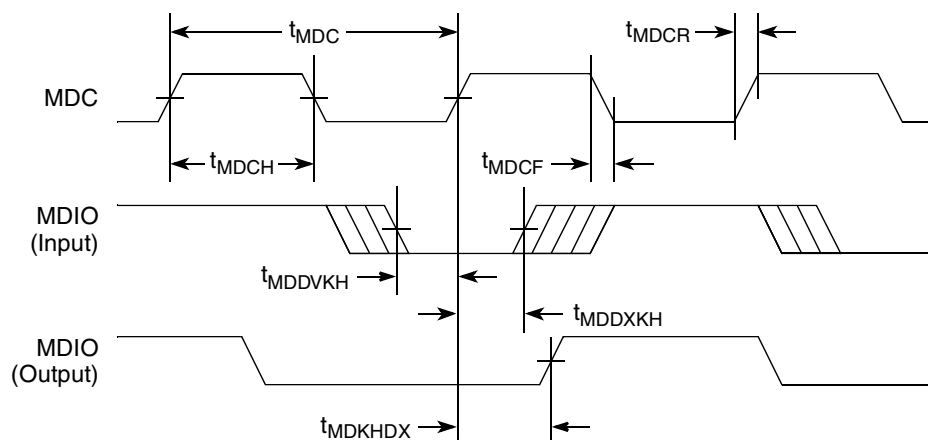 tMDC
tMDCR
MDC
tMDCH
tMDCF
MDIO
(Input)
tMDDVKH
tMDDXKH
MDIO
(Output)
tMDKHDX